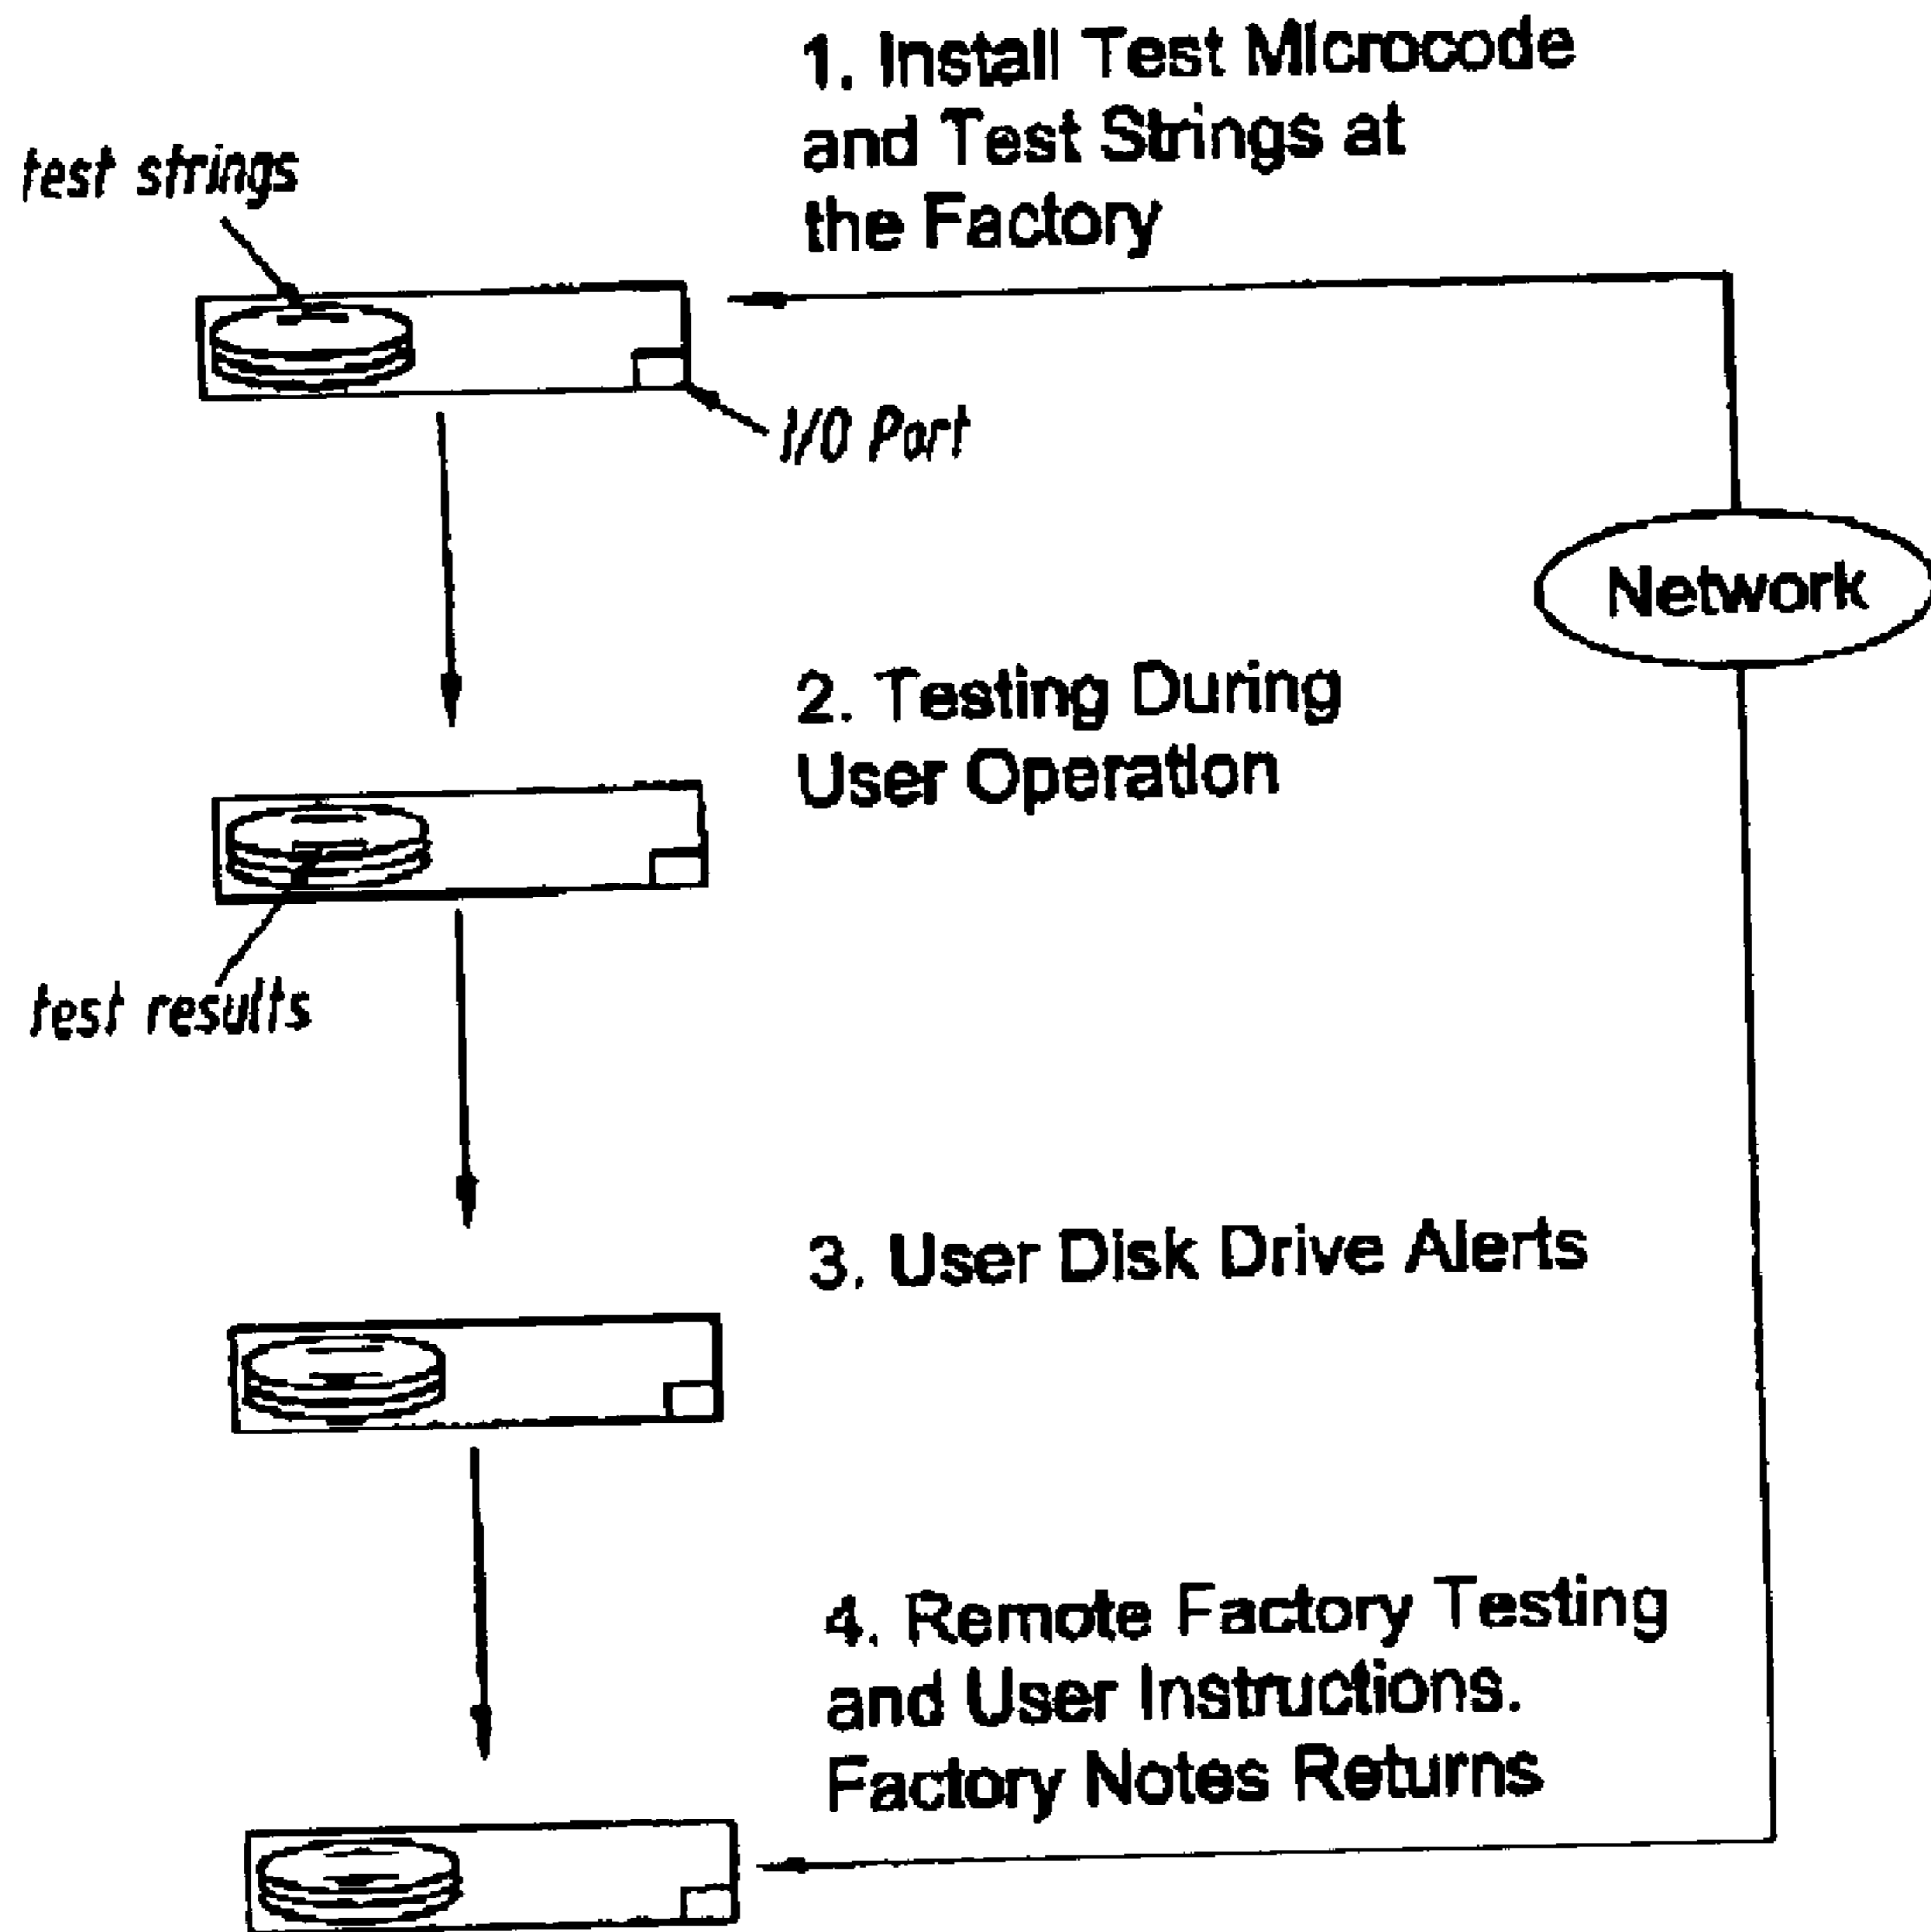 1. Install Test Microcode
and Test Strings at
the Factory
test strings
I/O Port
Network
2. Testing During
User Operation
test results
3. User Disk Drive Alerts
4. Remote Factory Testing
and User Instructions.
Factory Notes Returns